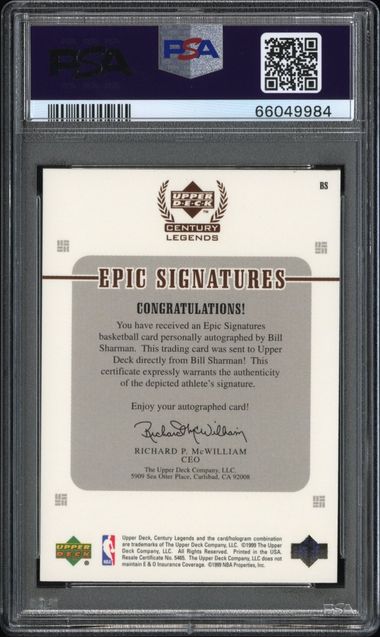 PSA
PSA
66049984
BS
UPPER DECK
CENTURY
LEGENDS
EPIC SIGNATURES
CONGRATULATIONS!
You have received an Epic Signatures
basketball card personally autographed by Bill
Sharman. This trading card was sent to Upper
Deck directly from Bill Sharman! This
certificate expressly warrants the authenticity
of the depicted athlete's signature.
Enjoy your autographed card!
Richard P. McWilliam
RICHARD P. McWILLIAM
CEO
The Upper Deck Company, LLC.
5909 Sea Otter Place, Carlsbad, CA 92008
UPPER DECK
NBA
Upper Deck, Century Legends and the card/hologram combination
are trademarks of The Upper Deck Company, LLC. ©1999 The Upper
Deck Company, LLC. All Rights Reserved. Printed in the USA.
Resale Certificate No. 5465. The Upper Deck Company, LLC does not
maintain E & O Insurance Coverage. ©1999 NBA Properties, Inc.
PSA